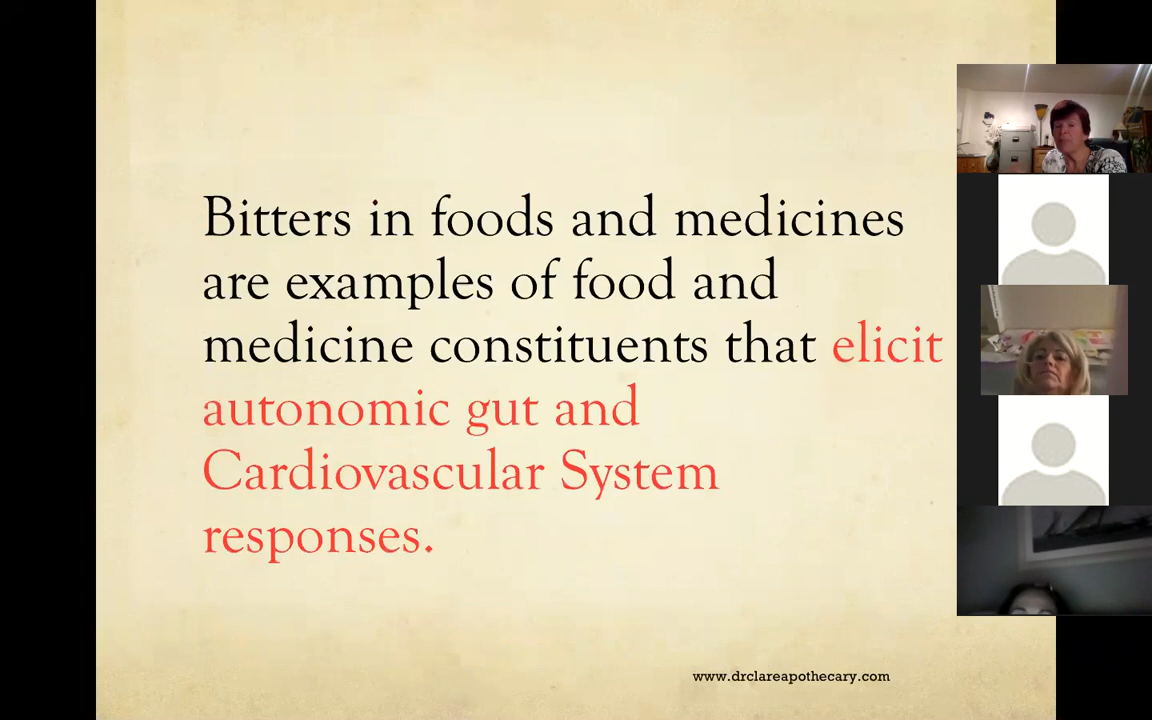 Bitters in foods and medicines
are examples of food and
medicine constituents that elicit
autonomic gut and
Cardiovascular System
responses.
www.drclareapothecary.com